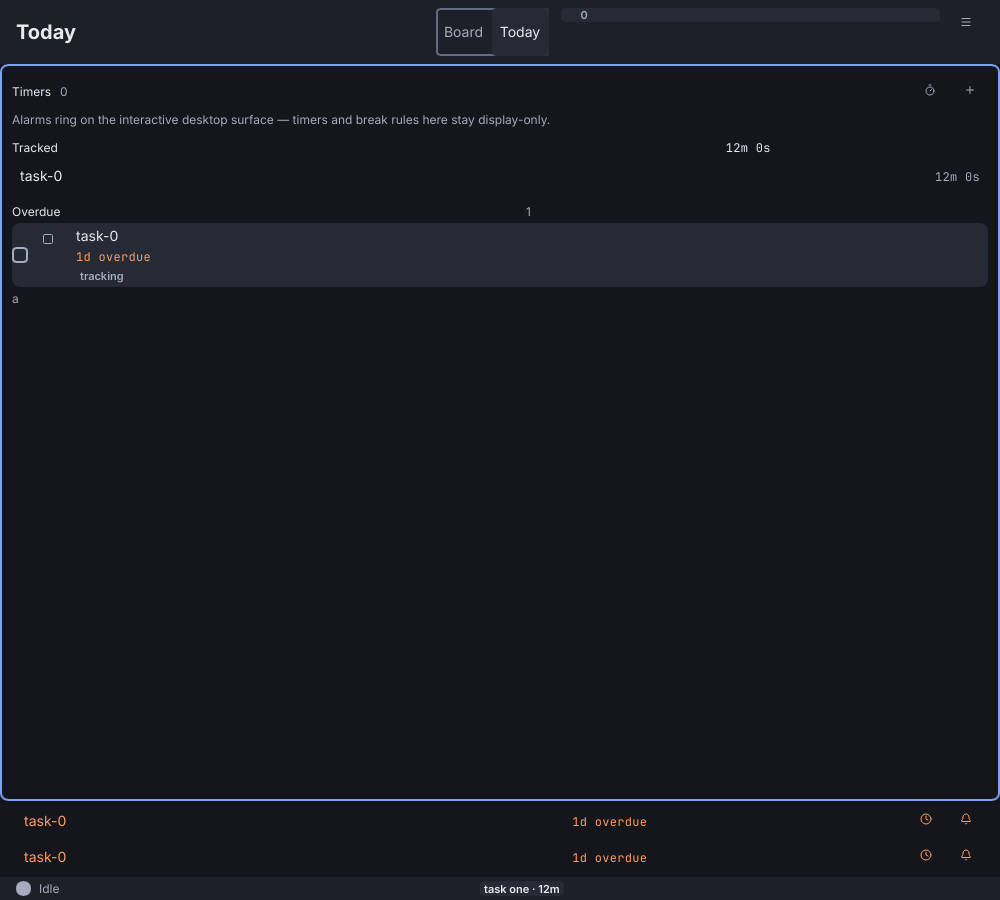 Today
Board Today 0
Timers 0
Alarms ring on the interactive desktop surface — timers and break rules here stay display-only.
Tracked 12m 0s
task-0 12m 0s
Overdue 1
task-0
1d overdue
tracking
a
task-0 1d overdue
task-0 1d overdue
Idle task one · 12m